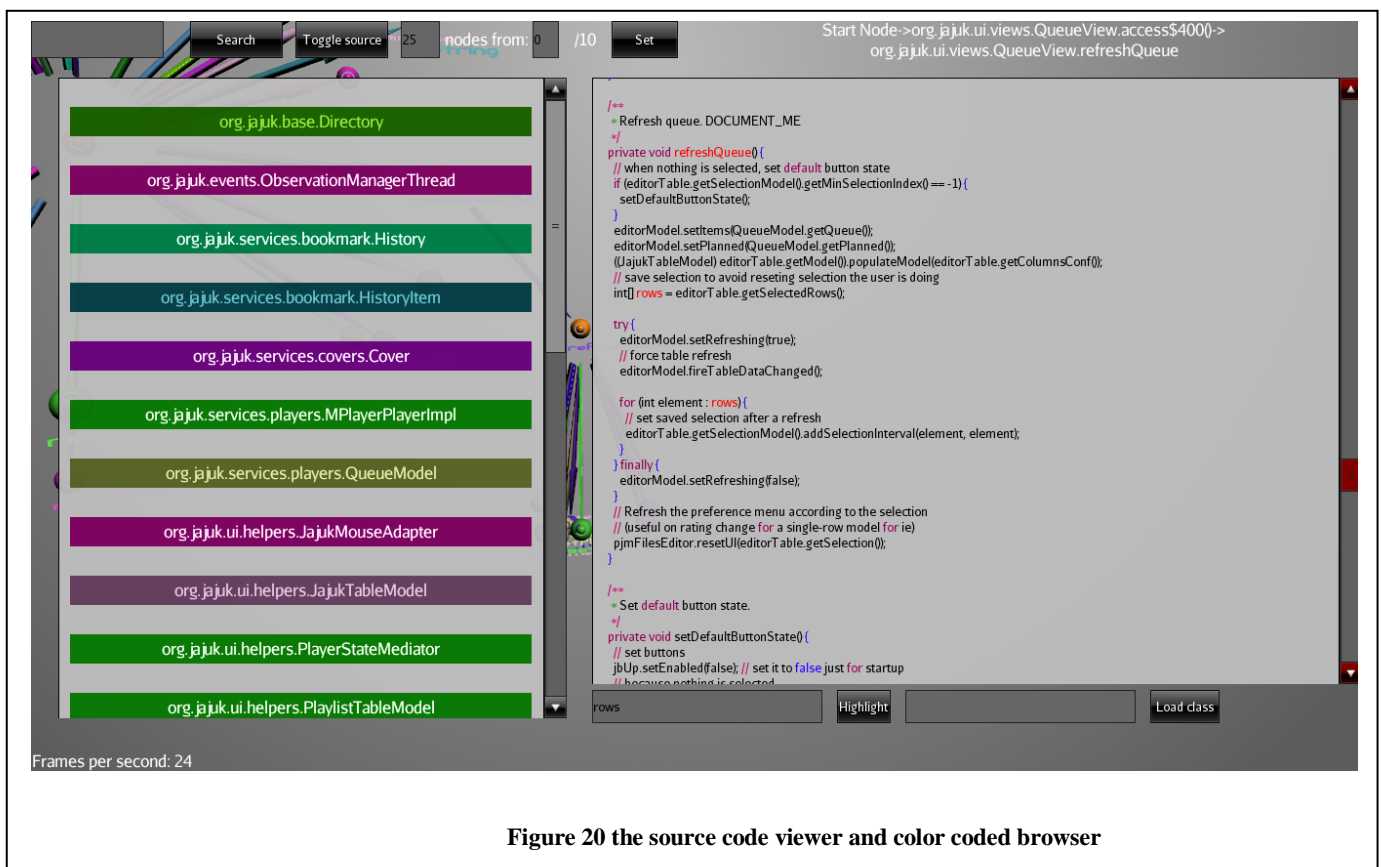 Search
Toggle source
25
nodes from:
0
/10
Set
Start Node->org.jajuk.ui.views.QueueView.access$400()->
org.jajuk.ui.views.QueueView.refreshQueue
org.jajuk.base.Directory
org.jajuk.events.ObservationManagerThread
org.jajuk.services.bookmark.History
org.jajuk.services.bookmark.HistoryItem
org.jajuk.services.covers.Cover
org.jajuk.services.players.MPlayerPlayerImpl
org.jajuk.services.players.QueueModel
org.jajuk.ui.helpers.JajukMouseAdapter
org.jajuk.ui.helpers.JajukTableModel
org.jajuk.ui.helpers.PlayerStateMediator
org.jajuk.ui.helpers.PlaylistTableModel
/**
* Refresh queue. DOCUMENT_ME
*/
private void refreshQueue() {
// when nothing is selected, set default button state
if (editorTable.getSelectionModel().getMinSelectionIndex() == -1) {
setDefaultButtonState();
}
editorModel.setItems(QueueModel.getQueue());
editorModel.setPlanned(QueueModel.getPlanned());
((JajukTableModel) editorTable.getModel()).populateModel(editorTable.getColumnsConf());
// save selection to avoid reseting selection the user is doing
int[] rows = editorTable.getSelectedRows();
try {
editorModel.setRefreshing(true);
// force table refresh
editorModel.fireTableDataChanged();
for (int element : rows) {
// set saved selection after a refresh
editorTable.getSelectionModel().addSelectionInterval(element, element);
}
} finally {
editorModel.setRefreshing(false);
}
// Refresh the preference menu according to the selection
// (useful on rating change for a single-row model for ie)
pjmFilesEditor.resetUI(editorTable.getSelection());
}
/**
* Set default button state.
*/
private void setDefaultButtonState() {
// set buttons
jbUp.setEnabled(false); // set it to false just for startup
// because nothing is selected
rows
Highlight
Load class
Frames per second: 24
Figure 20 the source code viewer and color coded browser